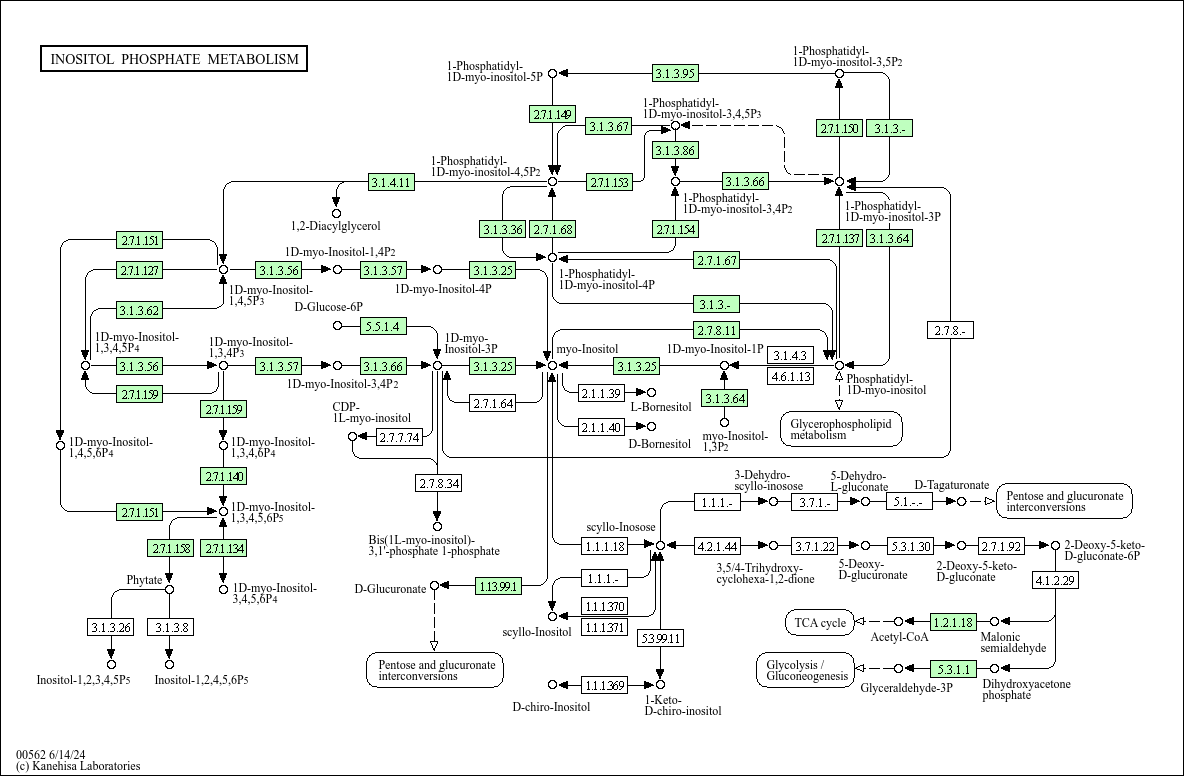 INOSITOL PHOSPHATE METABOLISM
1-Phosphatidyl-
1D-myo-inositol-5P
3.1.3.95
1-Phosphatidyl-
1D-myo-inositol-3,5P2
2.7.1.149
3.1.3.67
1-Phosphatidyl-
1D-myo-inositol-3,4,5P3
2.7.1.150
3.1.3.-
3.1.3.86
1-Phosphatidyl-
1D-myo-inositol-4,5P2
3.1.4.11
2.7.1.153
3.1.3.66
1,2-Diacylglycerol
1-Phosphatidyl-
1D-myo-inositol-3,4P2
1-Phosphatidyl-
1D-myo-inositol-3P
3.1.3.36
2.7.1.68
2.7.1.154
2.7.1.137
3.1.3.64
2.7.1.151
1D-myo-Inositol-1,4P2
2.7.1.127
3.1.3.56
3.1.3.57
3.1.3.25
2.7.1.67
1-Phosphatidyl-
1D-myo-inositol-4P
1D-myo-Inositol-
1,4,5P3
1D-myo-Inositol-4P
3.1.3.62
D-Glucose-6P
3.1.3.-
5.5.1.4
2.7.8.11
2.7.8.-
1D-myo-Inositol-
1,3,4,5P4
1D-myo-Inositol-
1,3,4P3
1D-myo-
Inositol-3P
myo-Inositol
1D-myo-Inositol-1P
3.1.4.3
3.1.3.56
3.1.3.57
3.1.3.66
3.1.3.25
3.1.3.25
4.6.1.13
1D-myo-Inositol-3,4P2
Phosphatidyl-
1D-myo-inositol
2.7.1.159
2.7.1.159
2.7.1.64
2.1.1.39
L-Bornesitol
3.1.3.64
CDP-
1L-myo-inositol
2.7.7.74
2.1.1.40
D-Bornesitol
myo-Inositol-
1,3P2
Glycerophospholipid
metabolism
1D-myo-Inositol-
1,4,5,6P4
1D-myo-Inositol-
1,3,4,6P4
2.7.1.140
2.7.8.34
3-Dehydro-
scyllo-inosose
5-Dehydro-
L-gluconate
D-Tagaturonate
1.1.1.-
3.7.1.-
5.1.-.-
Pentose and glucuronate
interconversions
2.7.1.151
1D-myo-Inositol-
1,3,4,5,6P5
Bis(1L-myo-inositol)-
3,1'-phosphate 1-phosphate
scyllo-Inosose
2.7.1.158
2.7.1.134
1.1.1.18
4.2.1.44
3.7.1.22
5.3.1.30
2.7.1.92
2-Deoxy-5-keto-
D-gluconate-6P
3,5/4-Trihydroxy-
cyclohexa-1,2-dione
5-Deoxy-
D-glucuronate
2-Deoxy-5-keto-
D-gluconate
4.1.2.29
Phytate
1D-myo-Inositol-
3,4,5,6P4
D-Glucuronate
1.13.99.1
1.1.1.-
1.1.1.370
1.1.1.371
scyllo-Inositol
5.3.99.11
3.1.3.26
3.1.3.8
TCA cycle
Acetyl-CoA
1.2.1.18
Malonic
semialdehyde
Inositol-1,2,3,4,5P5
Inositol-1,2,4,5,6P5
Pentose and glucuronate
interconversions
Glycolysis /
Gluconeogenesis
Glyceraldehyde-3P
5.3.1.1
Dihydroxyacetone
phosphate
1.1.1.369
D-chiro-Inositol
1-Keto-
D-chiro-inositol
00562 6/14/24
(c) Kanehisa Laboratories